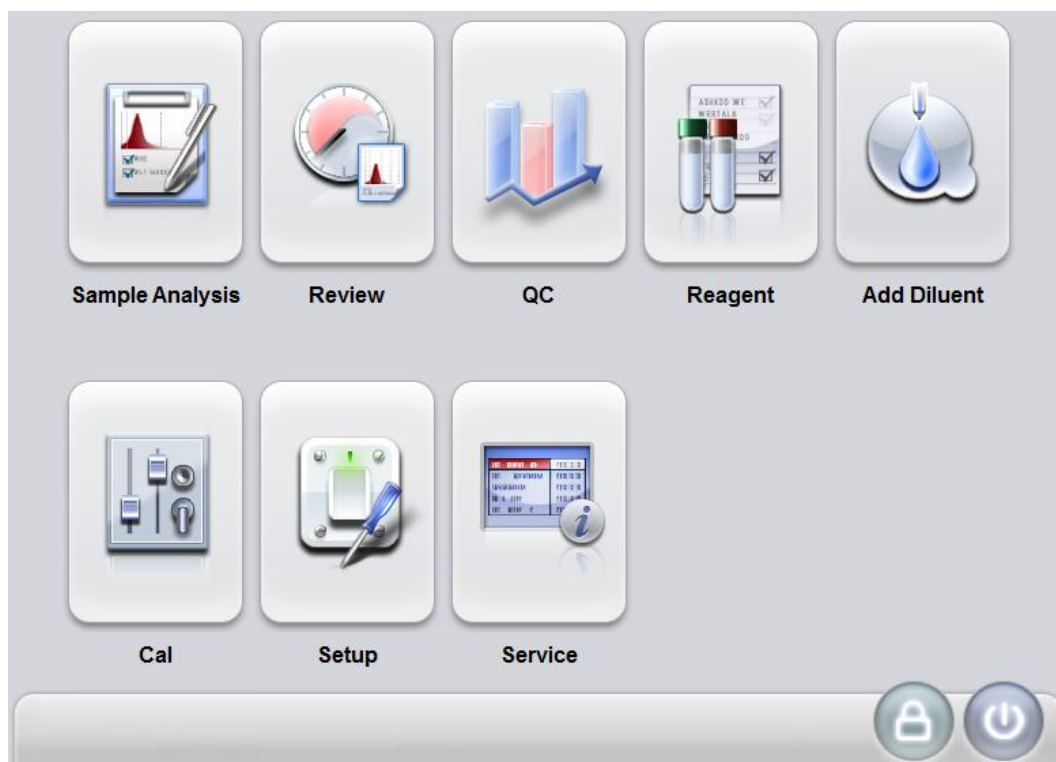 Sample Analysis
Review
QC
Reagent
Add Diluent
Cal
Setup
Service